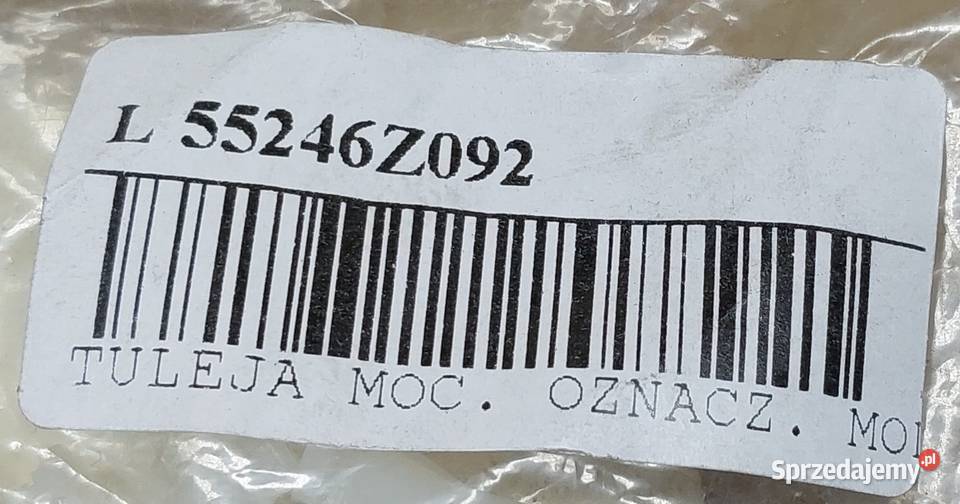 L 55246Z092
TULEJA MOC. OZNACZ.
Sprzedajemy.pl